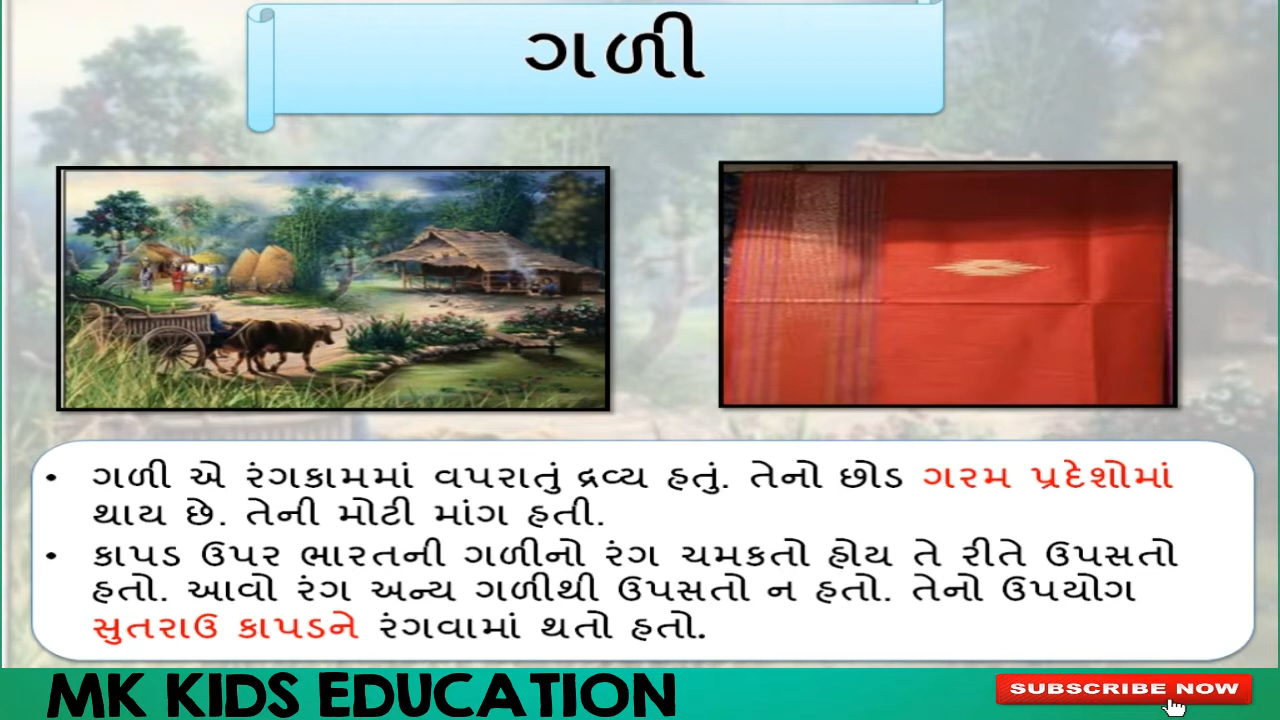 ગળી
• ગળી એ રંગકામમાં વપરાતું દ્રવ્ય હતું. તેનો છોડ ગરમ પ્રદેશોમાં
થાય છે. તેની મોટી માંગ હતી.
• કાપડ ઉપર ભારતની ગળીનો રંગ ચમકતો હોય તે રીતે ઉપસતો
હતો. આવો રંગ અન્ય ગળીથી ઉપસતો ન હતો. તેનો ઉપયોગ
સુતરાઉ કાપડને રંગવામાં થતો હતો.
MK KIDS EDUCATION
SUBSCRIBE NOW